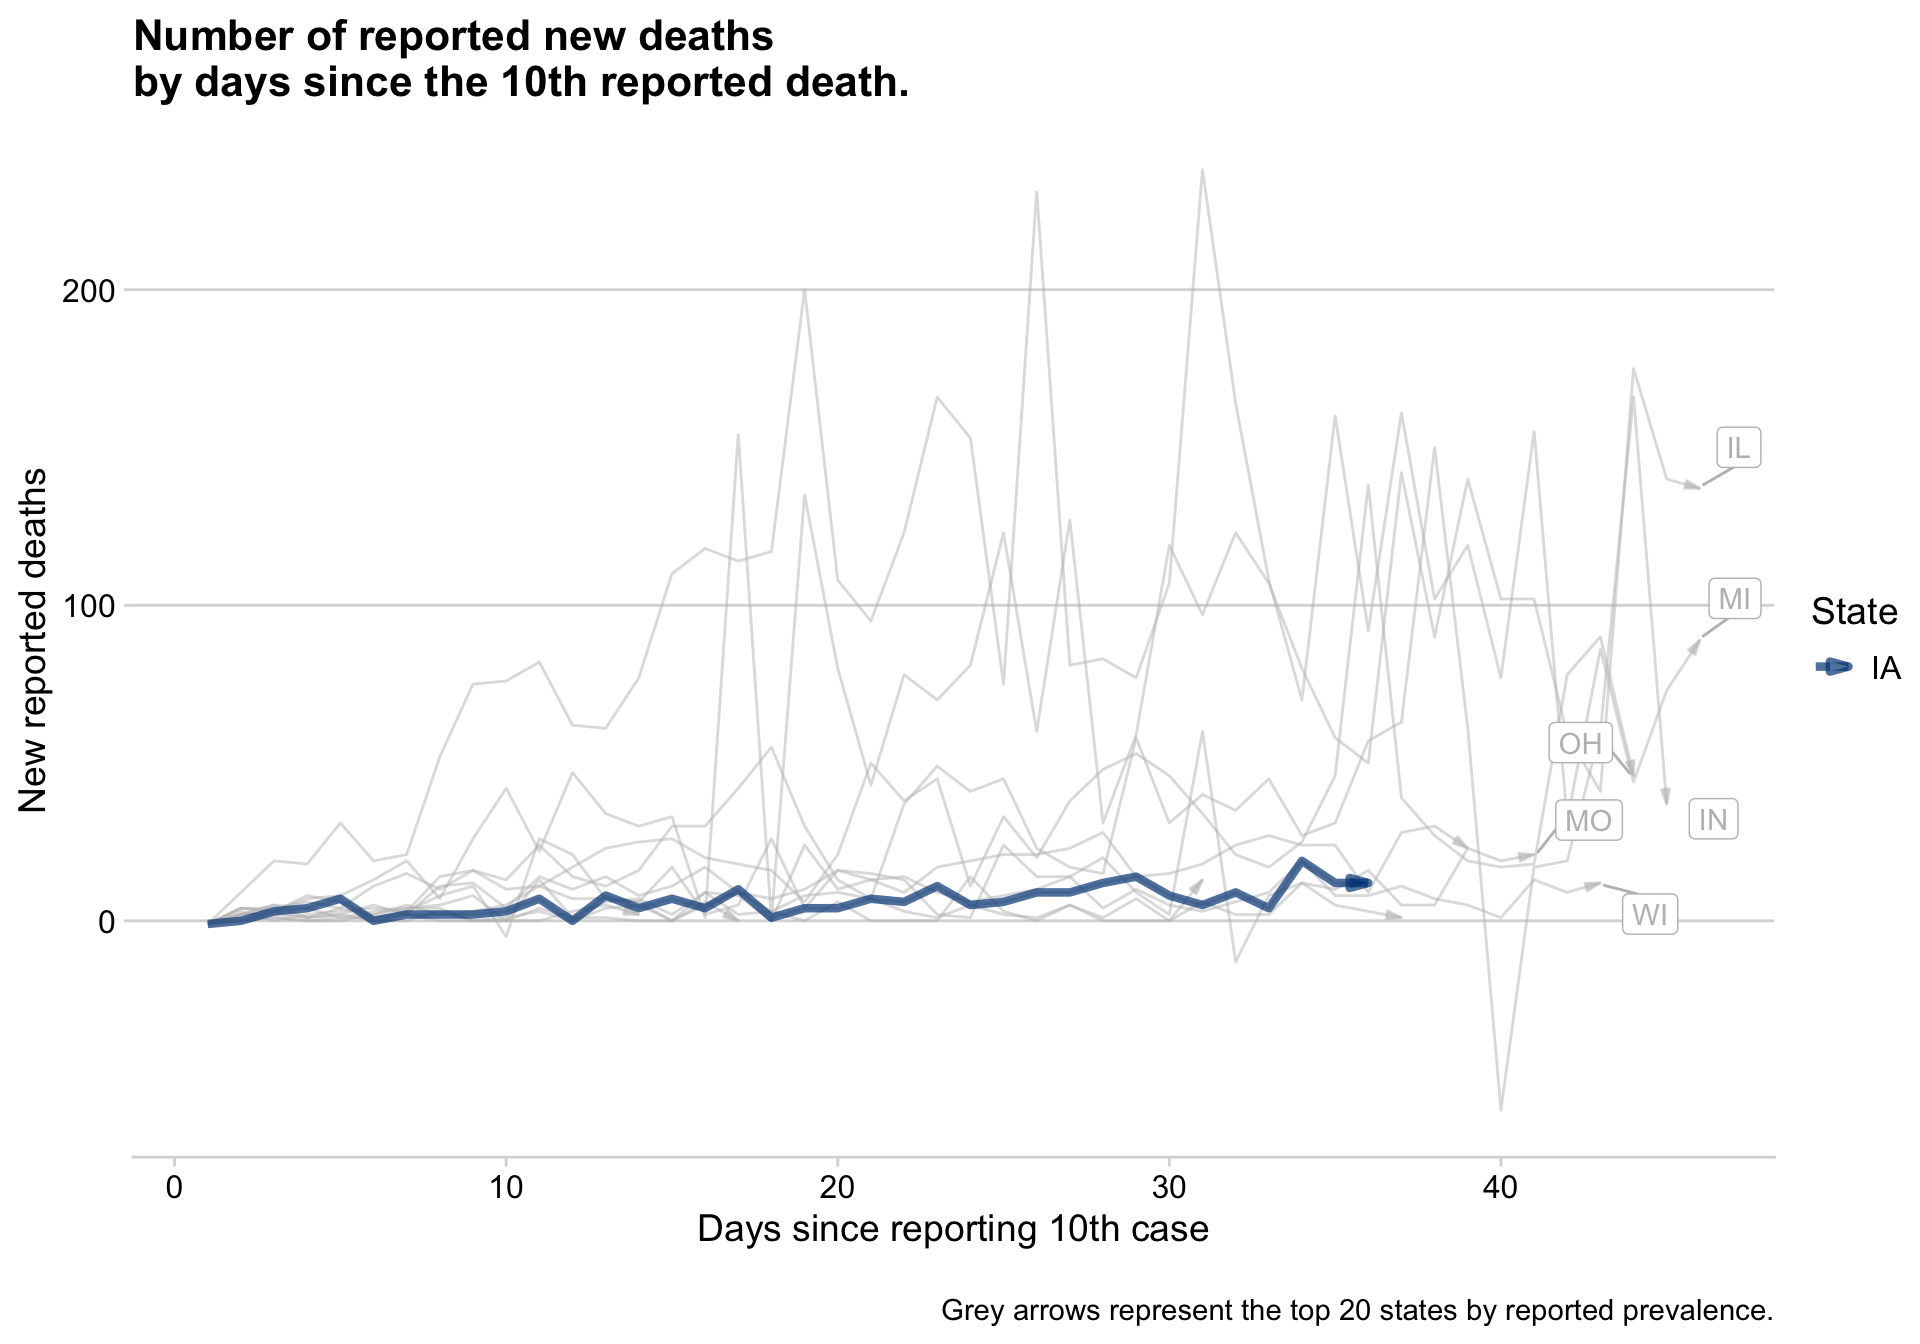 Number of reported new deaths
by days since the 10th reported death.
New reported deaths
200
100
0
IL
MI
OH
MO
IN
WI
State
IA
0 10 20 30 40
Days since reporting 10th case
Grey arrows represent the top 20 states by reported prevalence.